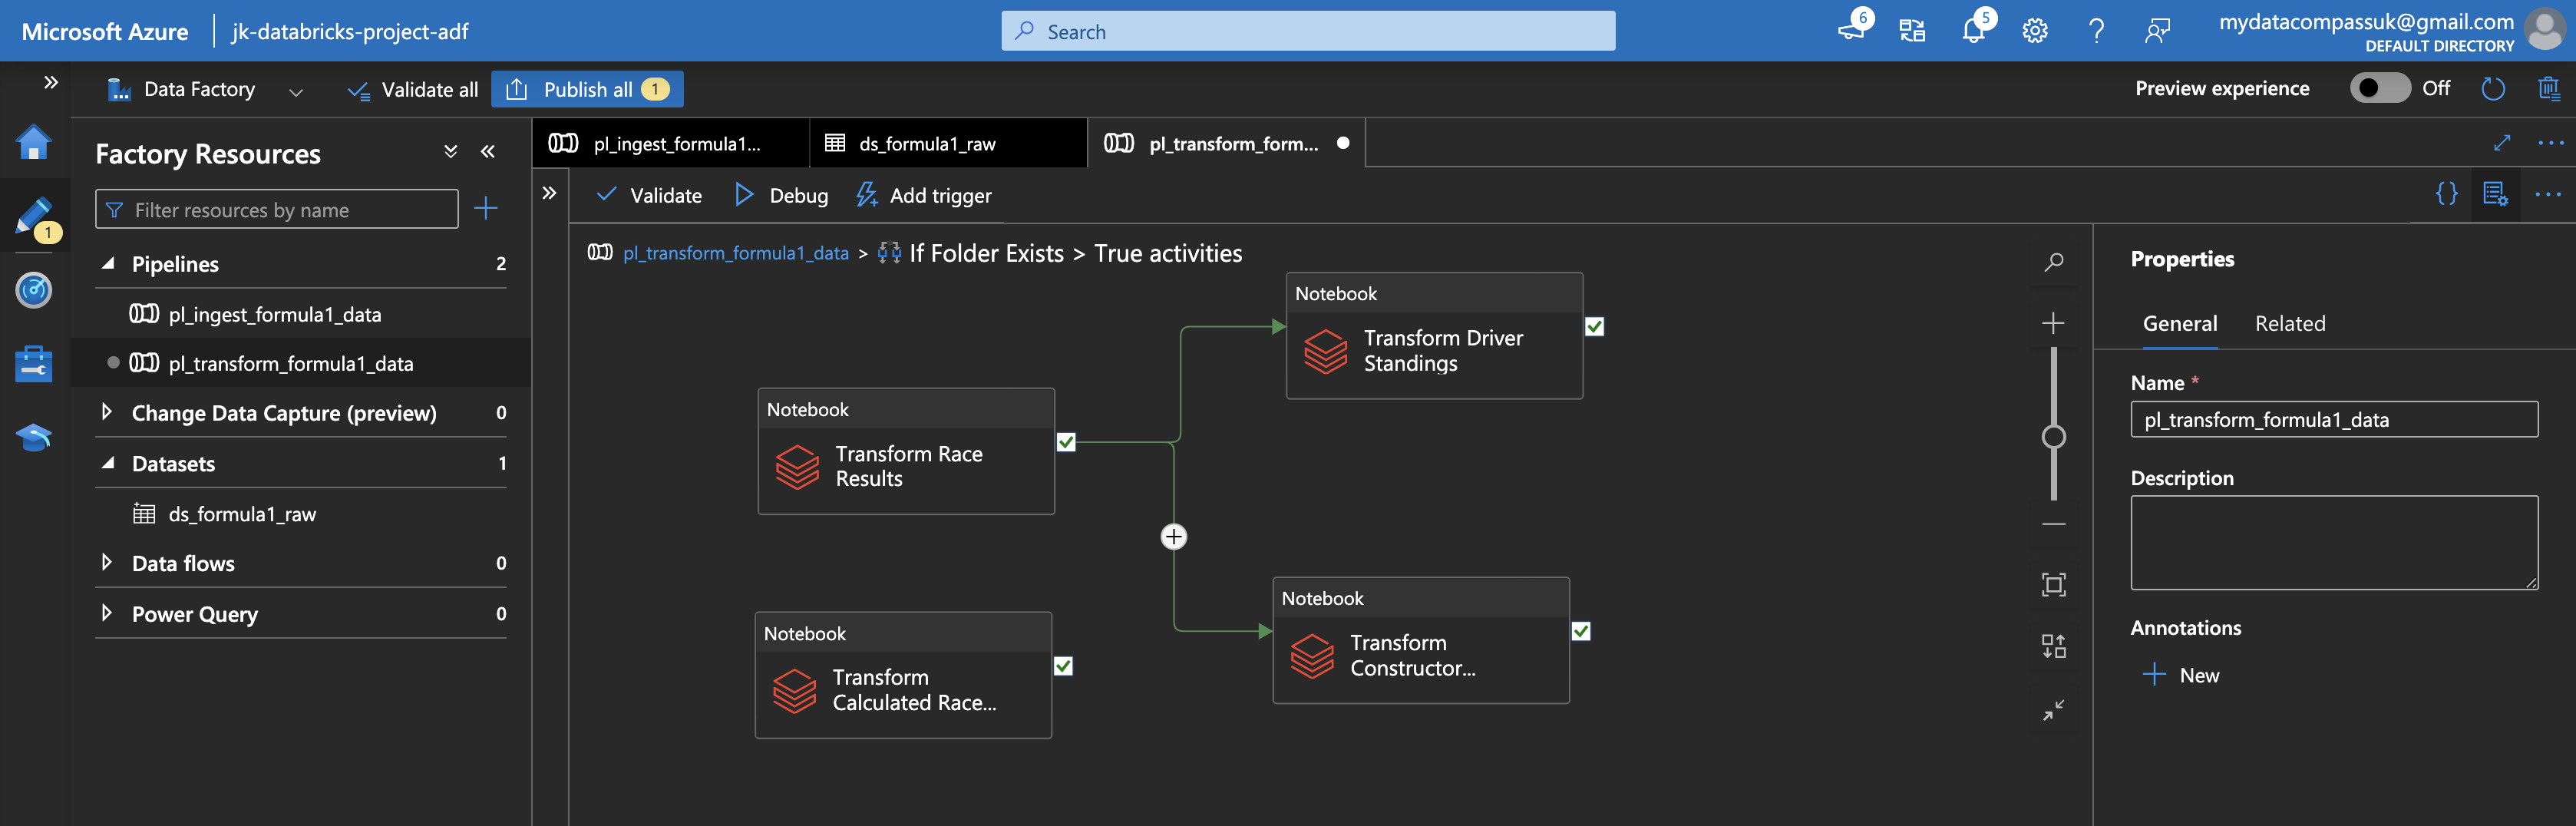 Microsoft Azure
jk-databricks-project-adf
Search
6
5
mydatacompassuk@gmail.com
DEFAULT DIRECTORY
Data Factory
Validate all
Publish all 1
Preview experience
Off
1
Factory Resources
Filter resources by name
Pipelines 2
pl_ingest_formula1_data
pl_transform_formula1_data
Change Data Capture (preview) 0
Datasets 1
ds_formula1_raw
Data flows 0
Power Query 0
pl_ingest_formula1...
ds_formula1_raw
pl_transform_form...
Validate
Debug
Add trigger
{}
pl_transform_formula1_data > If Folder Exists > True activities
Notebook
Transform Driver
Standings
Notebook
Transform Race
Results
Notebook
Transform
Calculated Race...
Notebook
Transform
Constructor...
Properties
General
Related
Name *
pl_transform_formula1_data
Description
Annotations
New